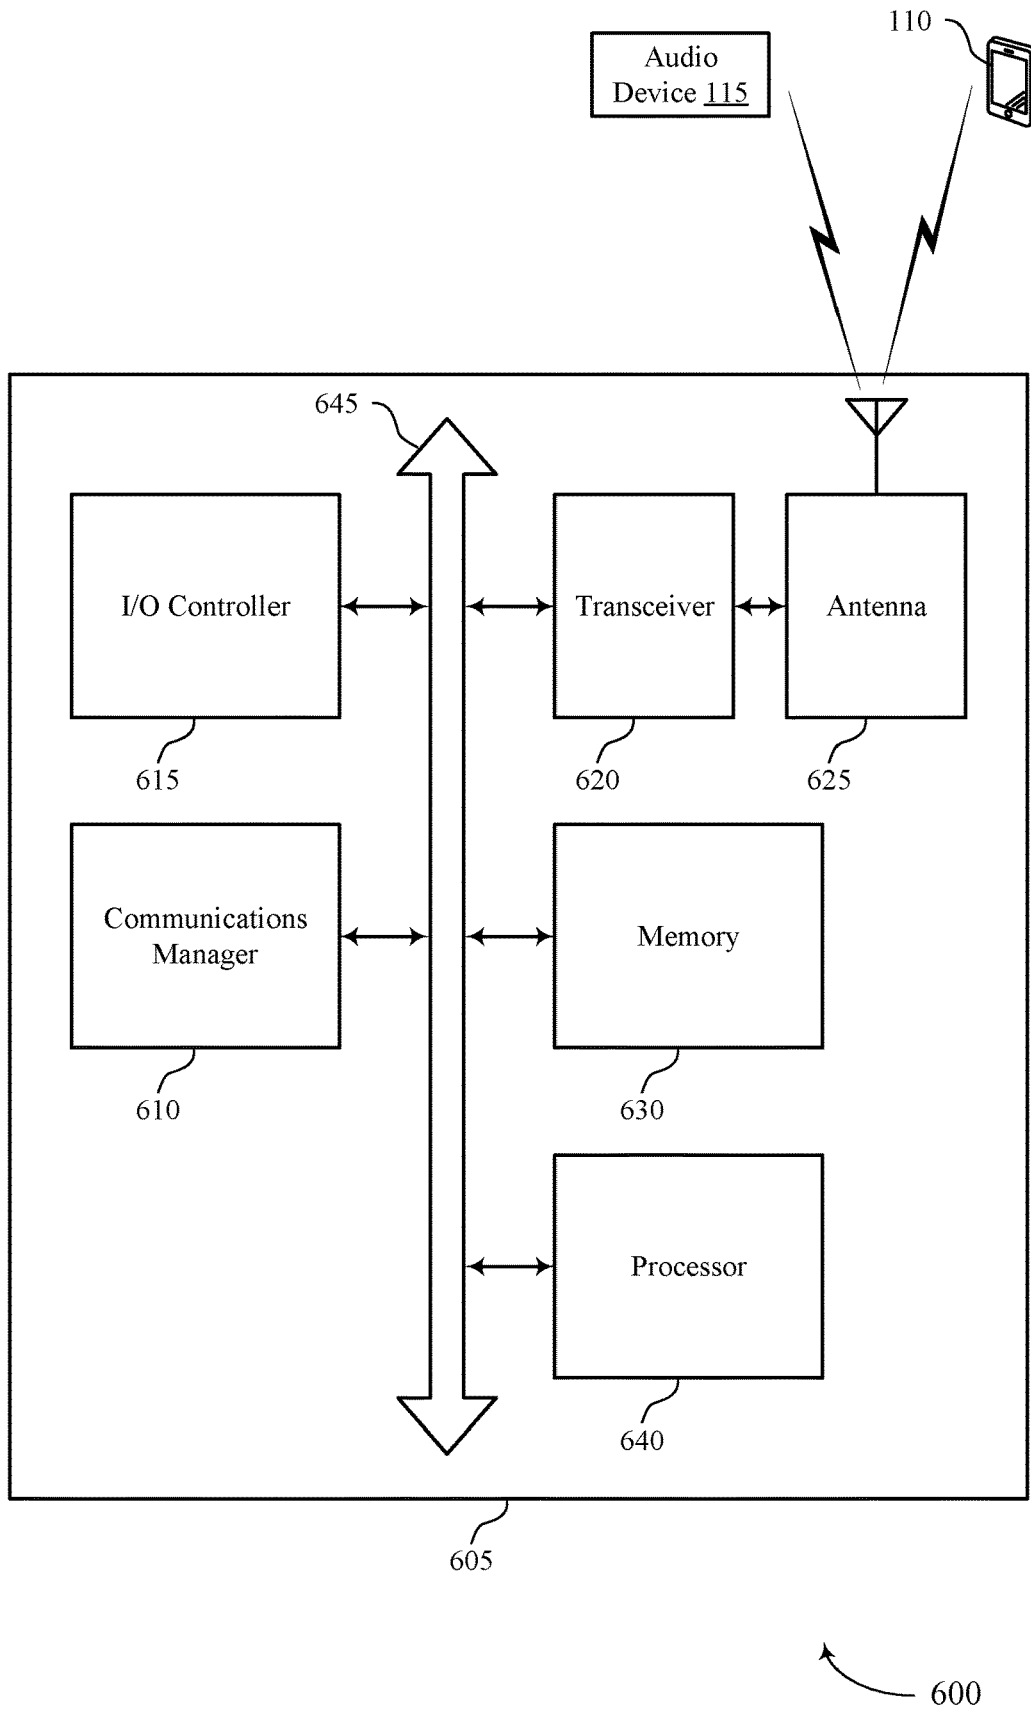 110
Audio
Device 115
645
I/O Controller
Transceiver
Antenna
615
620
625
Communications
Manager
Memory
610
630
Processor
640
605
600